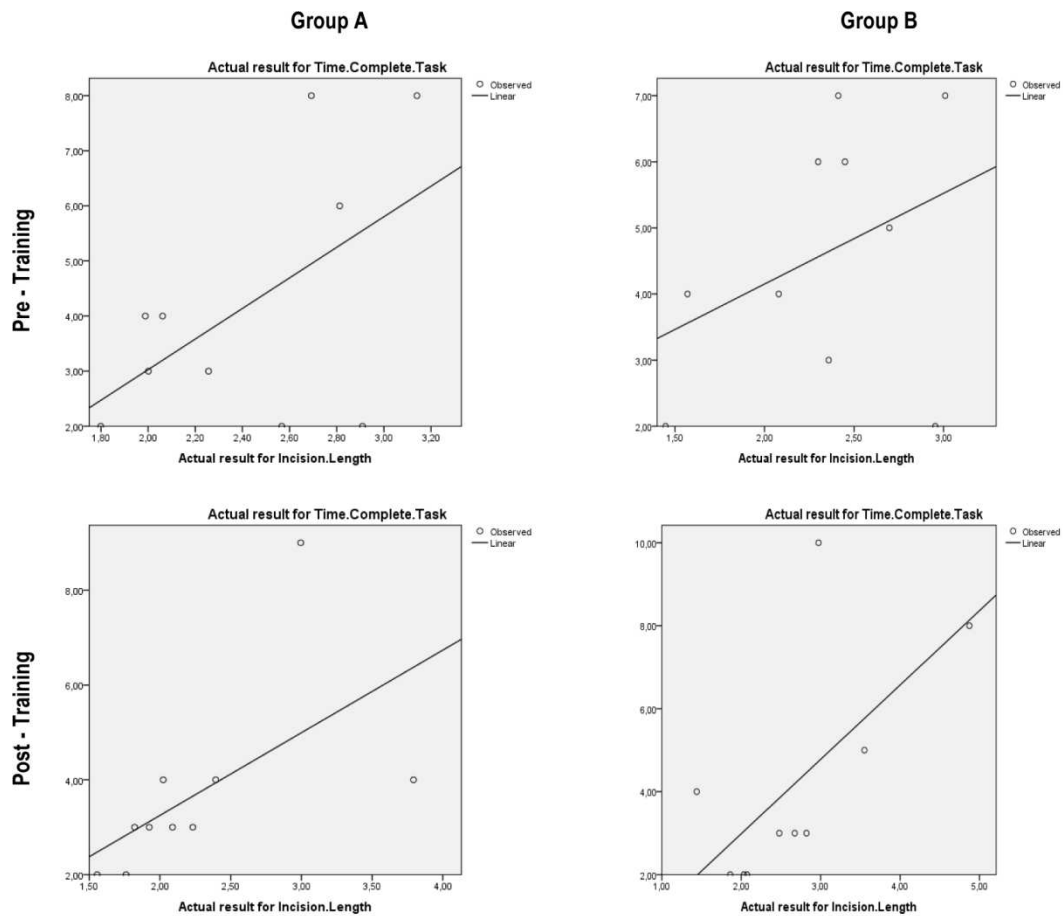 Group A
Group B
Pre - Training
Actual result for Time.Complete.Task
Observed
Linear
8,00
7,00
6,00
5,00
4,00
3,00
2,00
1,80
2,00
2,20
2,40
2,60
2,80
3,00
3,20
Actual result for Incision.Length
Actual result for Time.Complete.Task
Observed
Linear
7,00
6,00
5,00
4,00
3,00
2,00
1,50
2,00
2,50
3,00
Actual result for Incision.Length
Post - Training
Actual result for Time.Complete.Task
Observed
Linear
8,00
6,00
4,00
2,00
1,50
2,00
2,50
3,00
3,50
4,00
Actual result for Incision.Length
Actual result for Time.Complete.Task
Observed
Linear
10,00
8,00
6,00
4,00
2,00
1,00
2,00
3,00
4,00
5,00
Actual result for Incision.Length